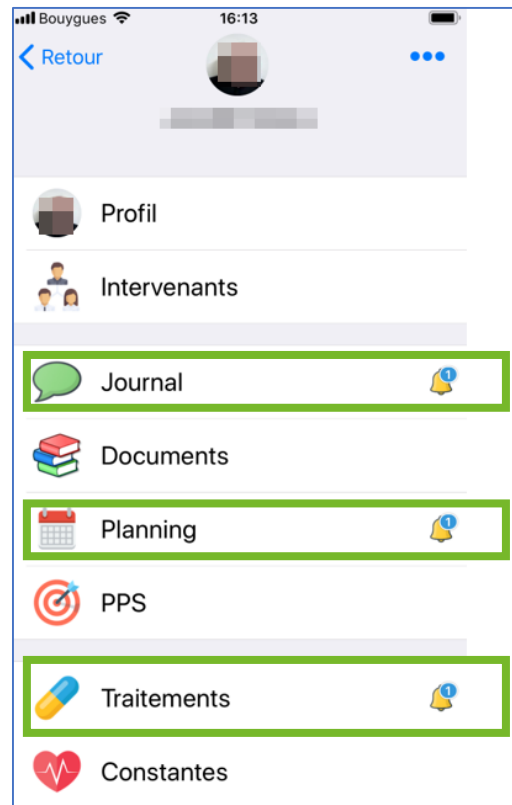 Bouygues 16:13
Retour
Profil
Intervenants
Journal 1
Documents
Planning 1
PPS
Traitements 1
Constantes